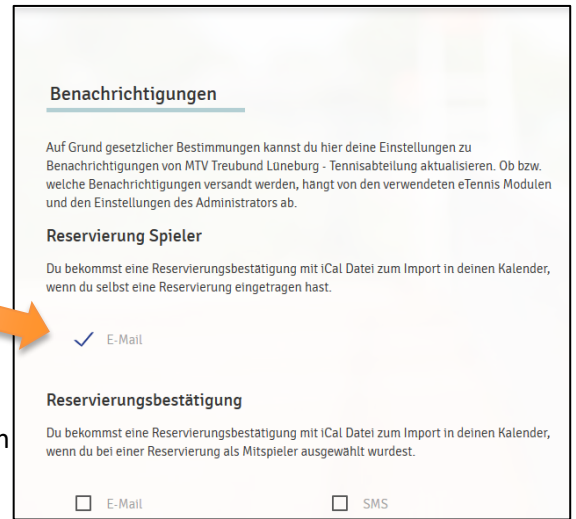 Benachrichtigungen
Auf Grund gesetzlicher Bestimmungen kannst du hier deine Einstellungen zu
Benachrichtigungen von MTV Treubund Lüneburg - Tennisabteilung aktualisieren. Ob bzw.
welche Benachrichtigungen versandt werden, hängt von den verwendeten eTennis Modulen
und den Einstellungen des Administrators ab.
Reservierung Spieler
Du bekommst eine Reservierungsbestätigung mit iCal Datei zum Import in deinen Kalender,
wenn du selbst eine Reservierung eingetragen hast.
E-Mail
Reservierungsbestätigung
n
Du bekommst eine Reservierungsbestätigung mit iCal Datei zum Import in deinen Kalender,
wenn du bei einer Reservierung als Mitspieler ausgewählt wurdest.
E-Mail SMS